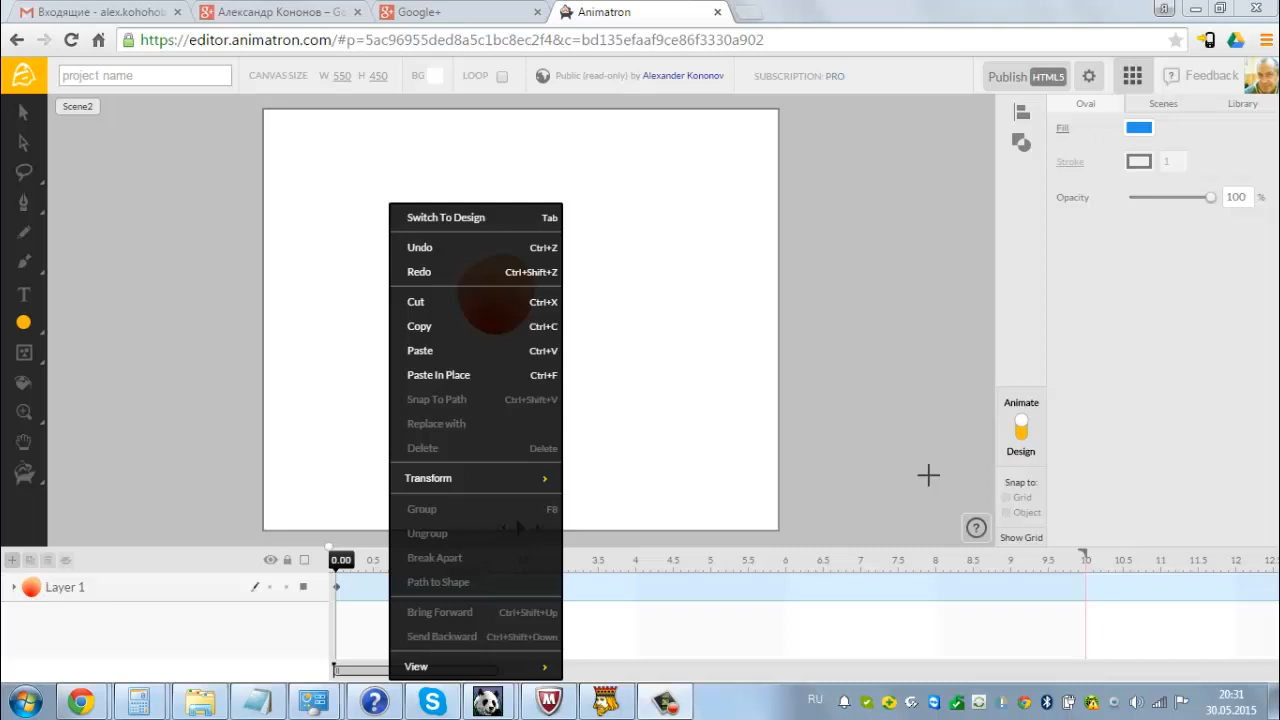 Входящие - alex.kohohol
Александр Кононов – Go
Google+
Animatron
https://editor.animatron.com/#p=5ac96955ded8a5c1bc8ec2f4&c=bd135efaaf9ce86f3330a902
project name
CANVAS SIZE W 550 H 450
BG
LOOP
Public (read-only) by Alexander Kononov
SUBSCRIPTION: PRO
Publish HTML5
Feedback
Scene2
Oval
Scenes
Library
Fill
Stroke
1
Opacity
100 %
Switch To Design Tab
Undo Ctrl+Z
Redo Ctrl+Shift+Z
Cut Ctrl+X
Copy Ctrl+C
Paste Ctrl+V
Paste In Place Ctrl+F
Snap To Path Ctrl+Shift+V
Replace with
Delete Delete
Transform
Group F8
Ungroup
Break Apart
Path to Shape
Bring Forward Ctrl+Shift+Up
Send Backward Ctrl+Shift+Down
View
Animate
Design
Snap to:
Grid
Object
Show Grid
?
0.00 0.5 3.5 4 4.5 5 5.5 6 6.5 7 7.5 8 8.5 9 9.5 10 10.5 11 11.5 12 12.5
Layer 1
RU
20:31
30.05.2015